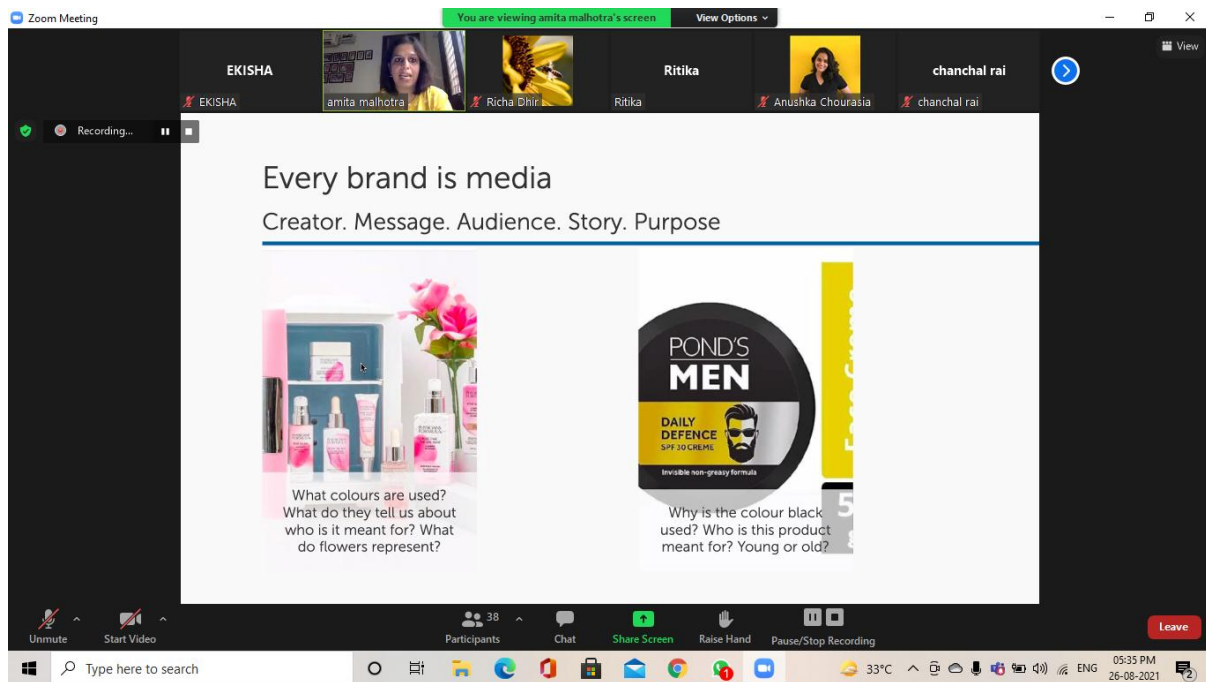 Zoom Meeting
You are viewing amita malhotra's screen
View Options
View
EKISHA
Ritika
chanchal rai
EKISHA
amita malhotra
Richa Dhir
Ritika
Anushka Chourasia
chanchal rai
Recording...
Every brand is media
Creator. Message. Audience. Story. Purpose
What colours are used?
What do they tell us about
who is it meant for? What
do flowers represent?
POND'S
MEN
DAILY
DEFENCE
SPF 30 CREME
Invisible non-greasy formula
Face Creme
5
Why is the colour black
used? Who is this product
meant for? Young or old?
Unmute
Start Video
38
Participants
Chat
Share Screen
Raise Hand
Pause/Stop Recording
Leave
Type here to search
33°C
ENG
05:35 PM
26-08-2021
2